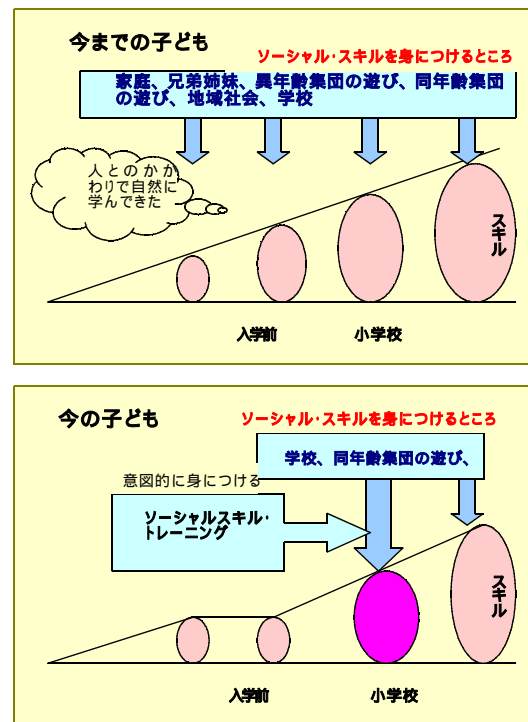 今までの子ども
ソーシャル・スキルを身につけるところ
家庭、兄弟姉妹、異年齢集団の遊び、同年齢集団
の遊び、地域社会、学校
人とのかか
わりで自然に
学んできた
スキル
入学前
小学校
今の子ども
ソーシャル・スキルを身につけるところ
学校、同年齢集団の遊び、
意図的に身につける
ソーシャルスキル・
トレーニング
スキル
入学前
小学校